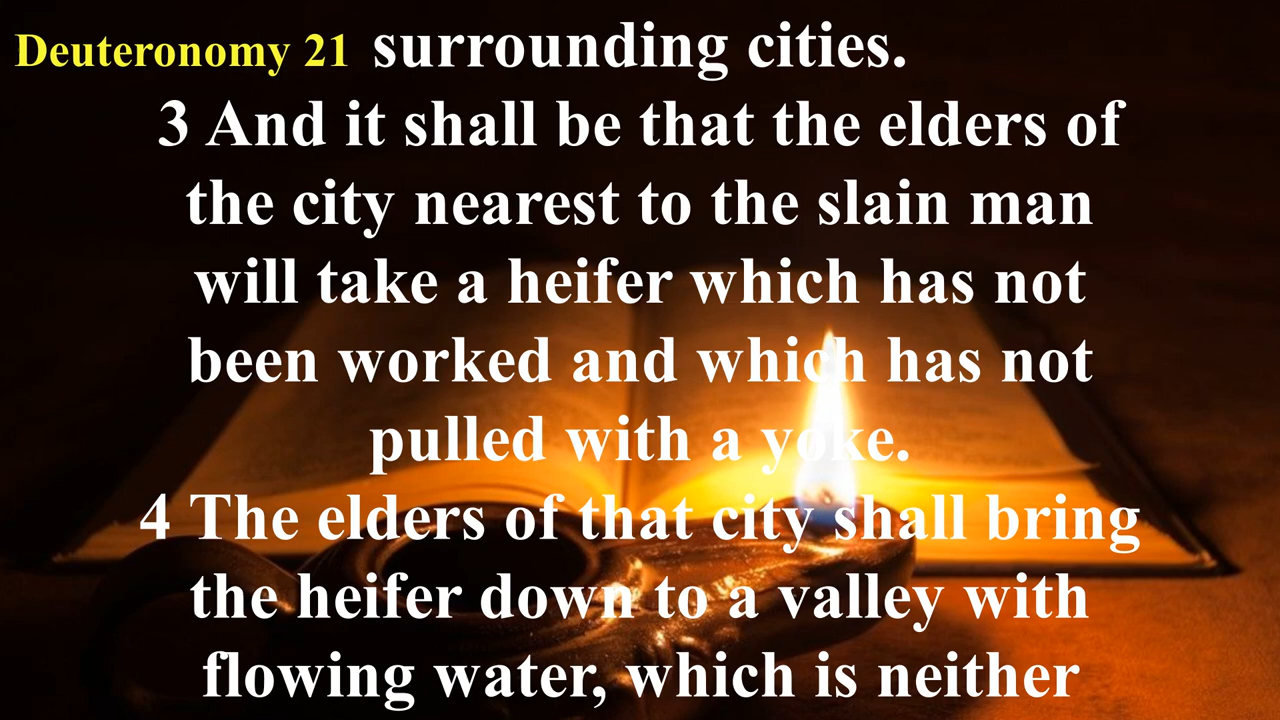 Deuteronomy 21 surrounding cities.
3 And it shall be that the elders of
the city nearest to the slain man
will take a heifer which has not
been worked and which has not
pulled with a yoke.
4 The elders of that city shall bring
the heifer down to a valley with
flowing water, which is neither